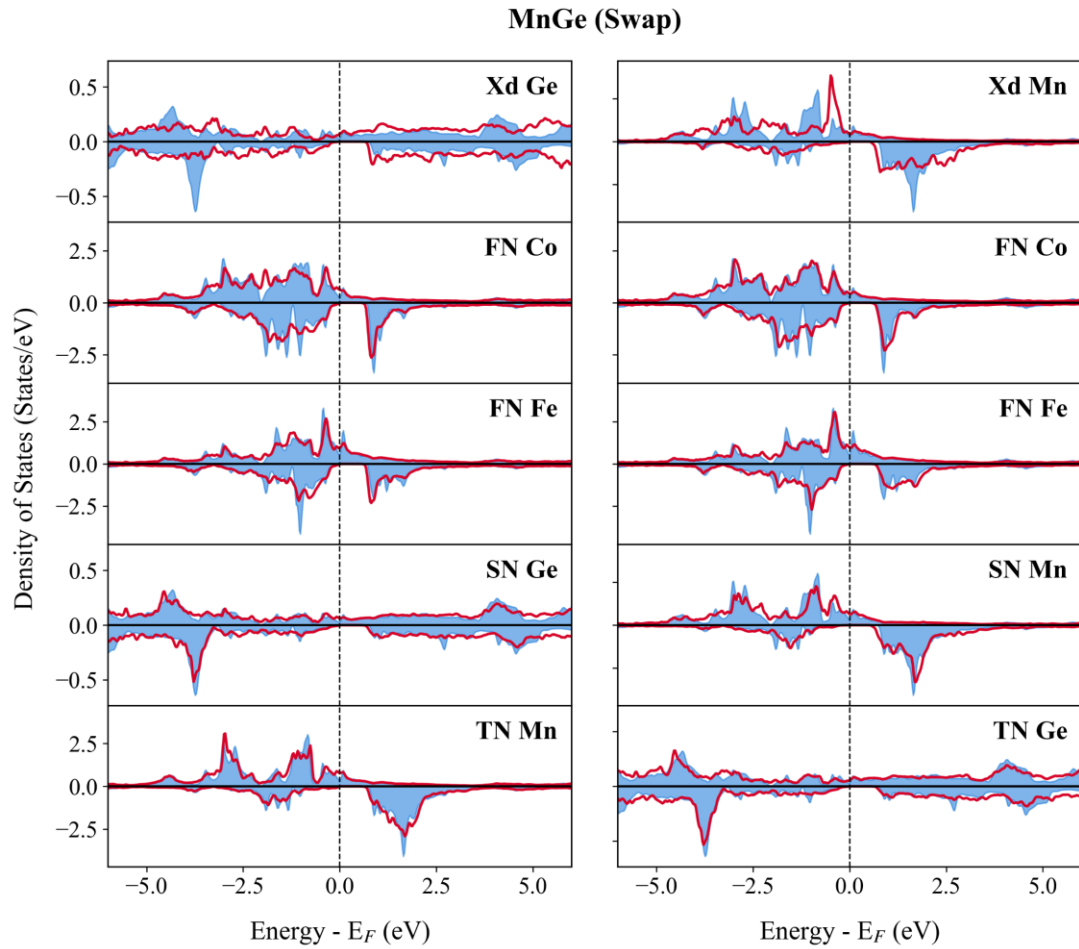 MnGe (Swap)
Xd Ge
Xd Mn
0.5
0.0
−0.5
FN Co
FN Co
2.5
0.0
−2.5
FN Fe
FN Fe
2.5
0.0
−2.5
SN Ge
SN Mn
0.5
0.0
−0.5
TN Mn
TN Ge
2.5
0.0
−2.5
−5.0 −2.5 0.0 2.5 5.0
−5.0 −2.5 0.0 2.5 5.0
Energy - E_F (eV)
Energy - E_F (eV)
Density of States (States/eV)